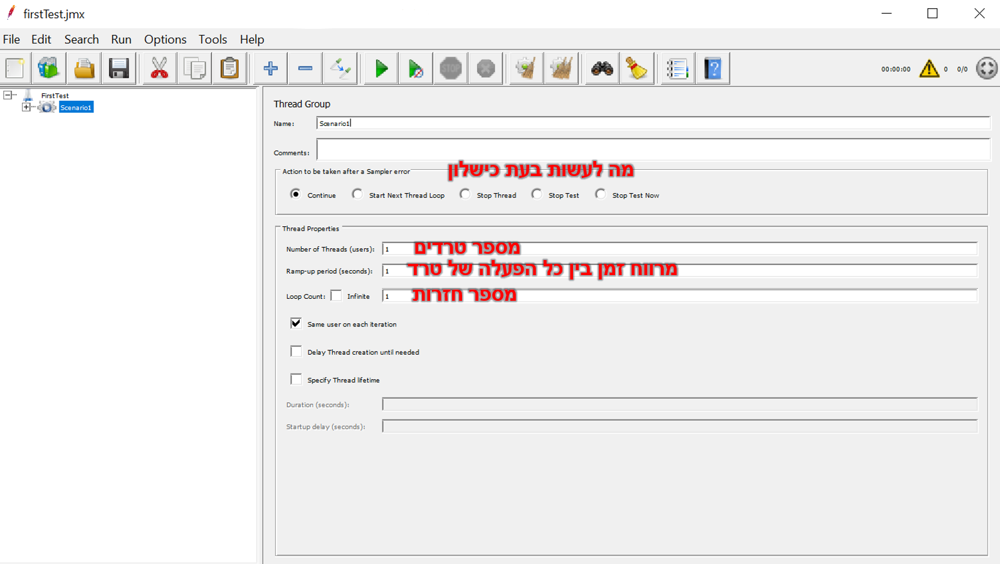 firstTest.jmx
File Edit Search Run Options Tools Help
STOP
?
00:00:00 0 0/0
FirstTest
Scenario1
Thread Group
Name: Scenario1
Comments:
Action to be taken after a Sampler error מה לעשות בעת כישלון
Continue Start Next Thread Loop Stop Thread Stop Test Stop Test Now
Thread Properties
Number of Threads (users): 1 מספר טרדים
Ramp-up period (seconds): 1 מרווח זמן בין כל הפעלה של טרד
Loop Count: Infinite 1 מספר חזרות
Same user on each iteration
Delay Thread creation until needed
Specify Thread lifetime
Duration (seconds):
Startup delay (seconds):